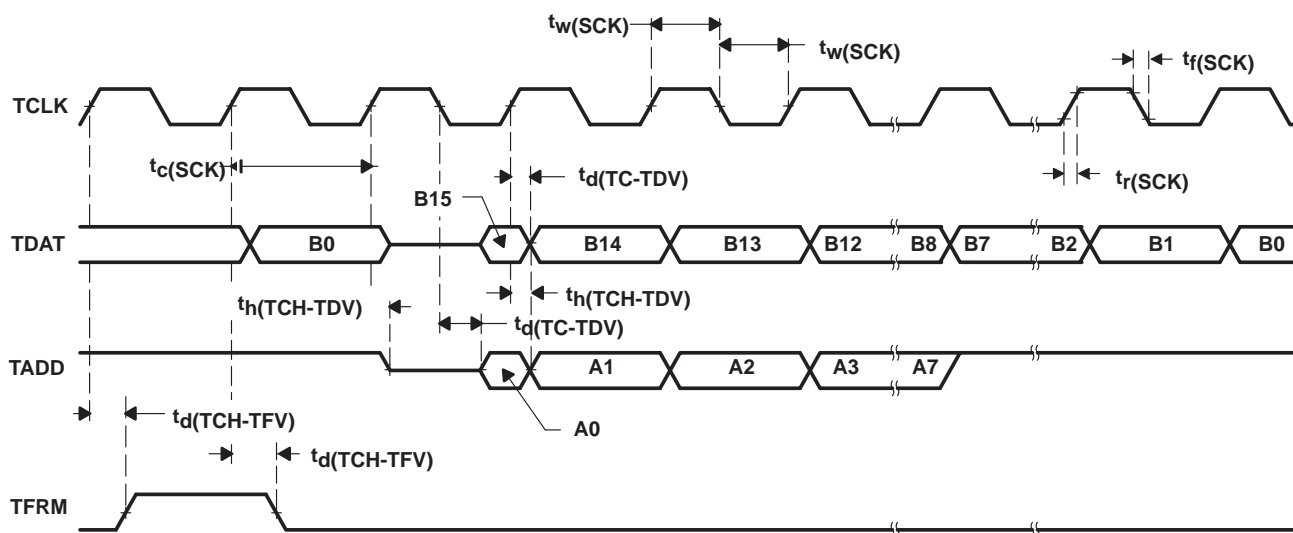 tw(SCK)
tw(SCK)
tf(SCK)
TCLK
tc(SCK)
td(TC-TDV)
tr(SCK)
B15
TDAT
B0
B14
B13
B12
B8
B7
B2
B1
B0
th(TCH-TDV)
th(TCH-TDV)
td(TC-TDV)
TADD
A1
A2
A3
A7
td(TCH-TFV)
A0
td(TCH-TFV)
TFRM